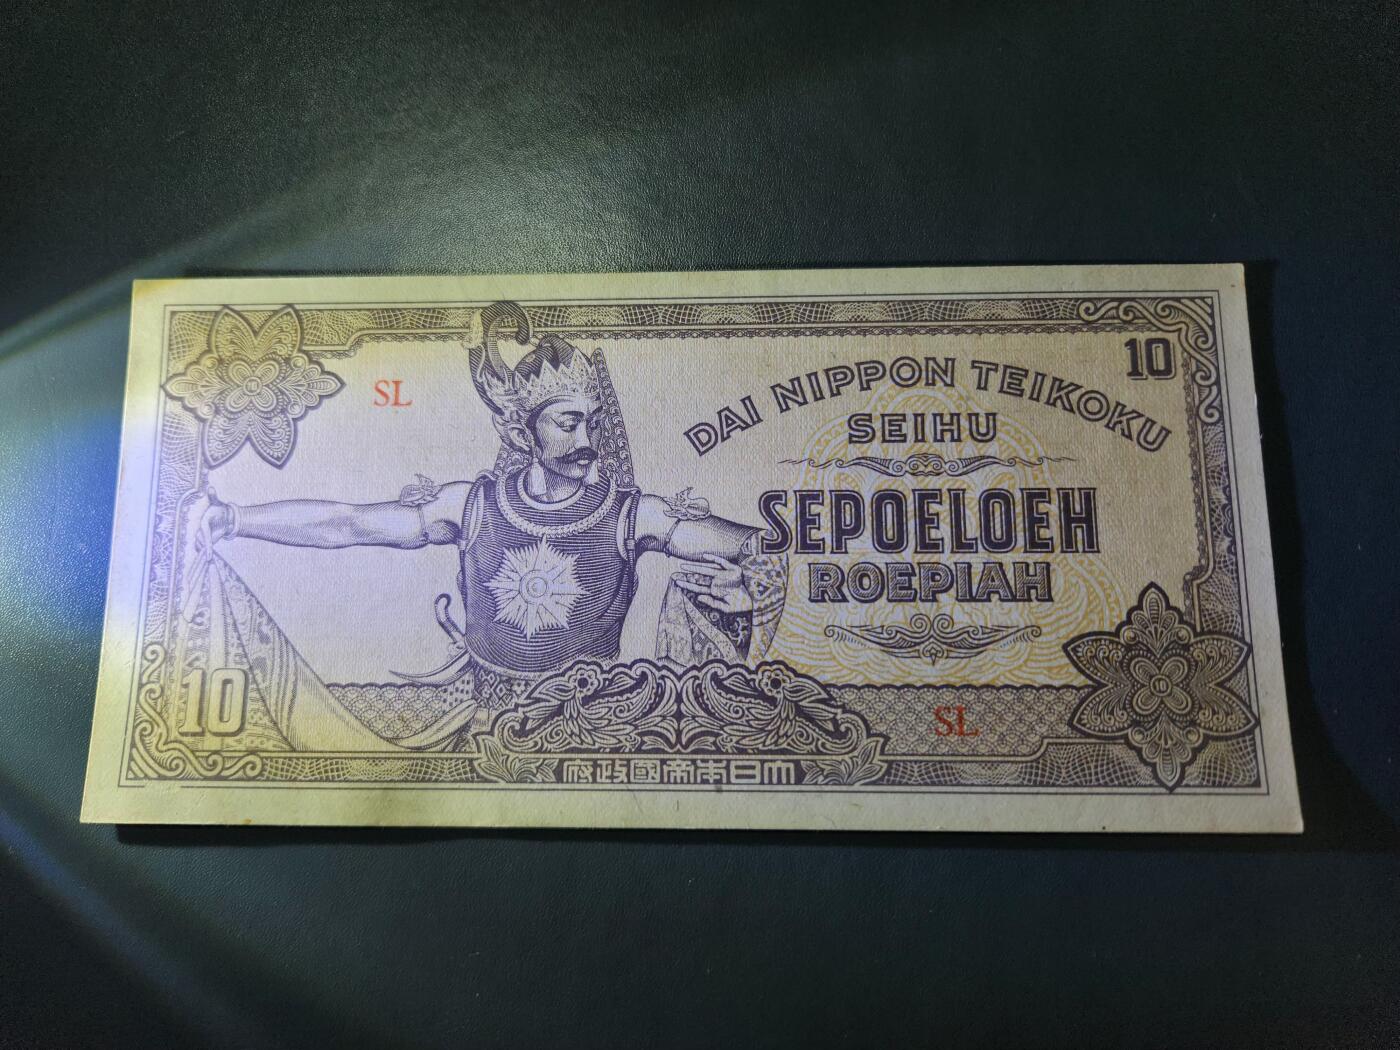 10
SL
DAI NIPPON TEIKOKU
SEIHU
SEPOELOEH
ROEPIAH
10
SL
府政國帝本日大